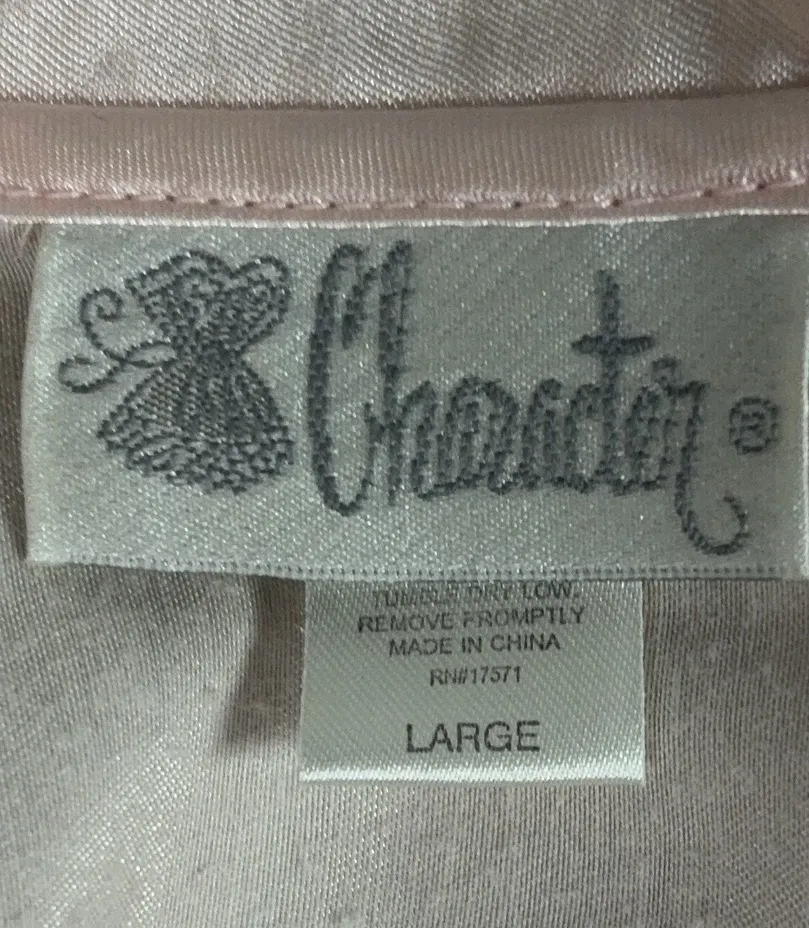 Character ®
TUMBLE DRY LOW.
REMOVE PROMPTLY
MADE IN CHINA
RN#17571
LARGE